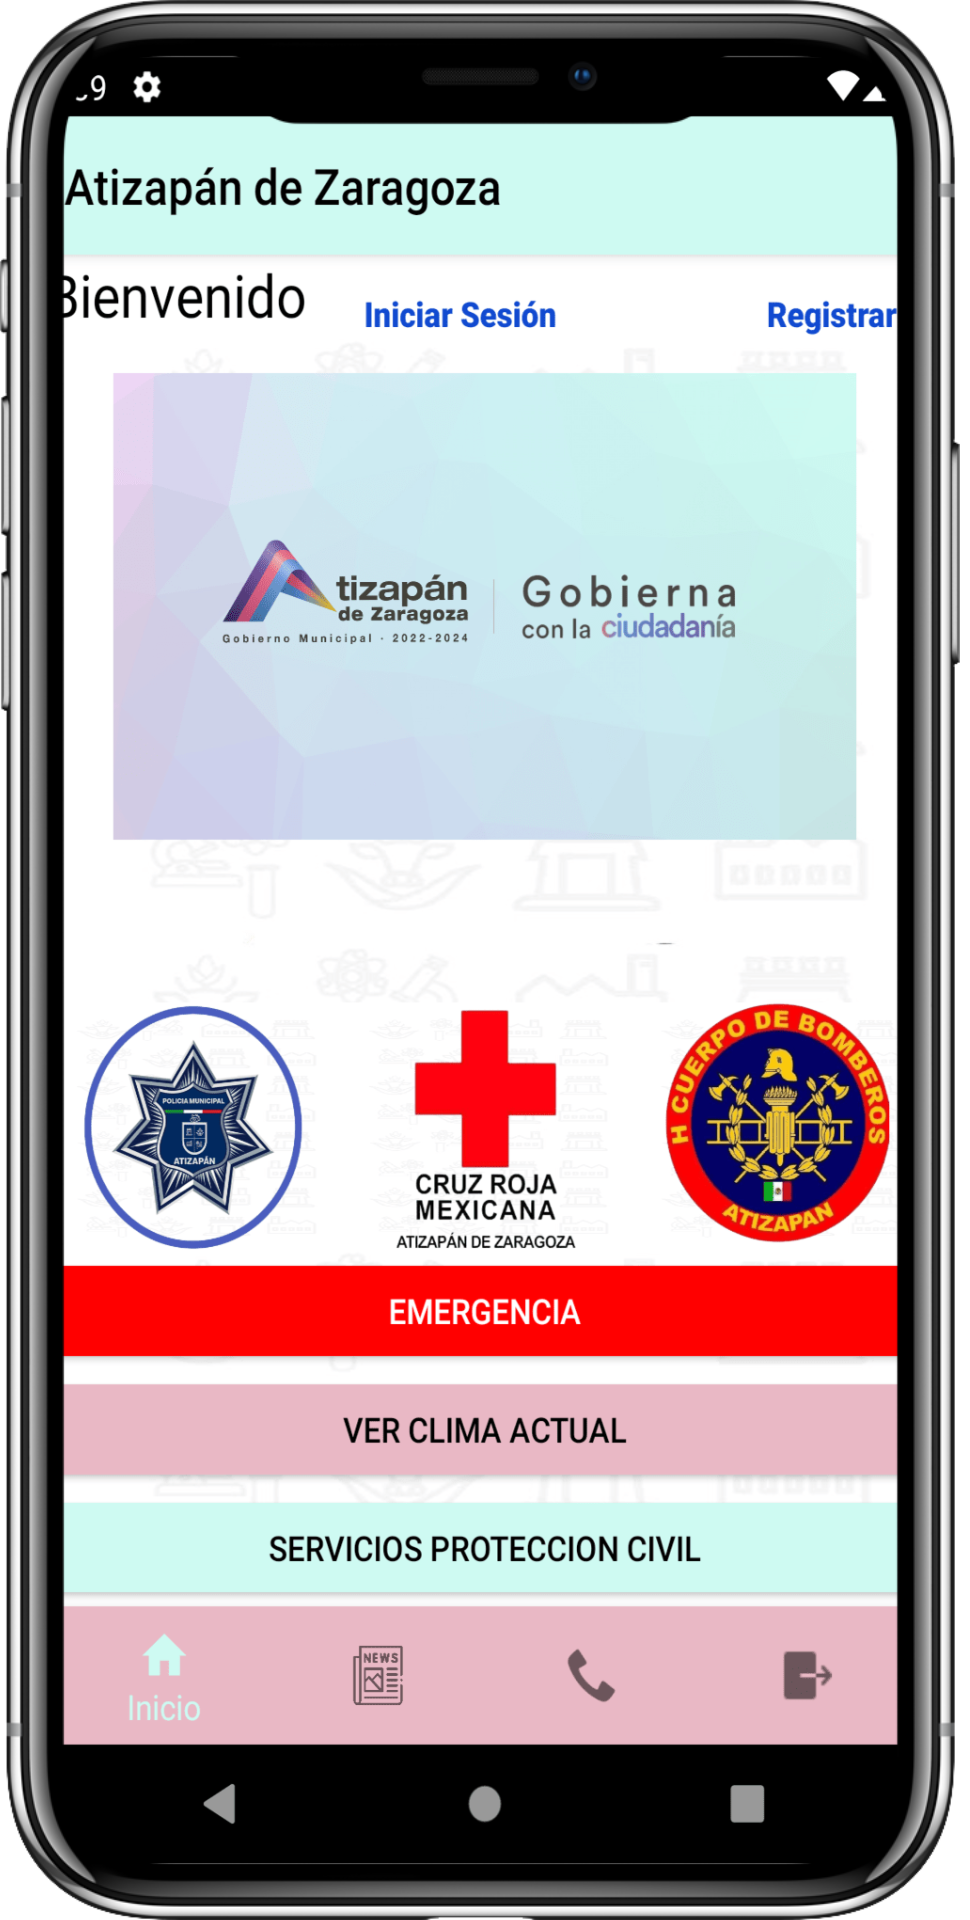 9
Atizapán de Zaragoza
Bienvenido
Iniciar Sesión
Registrar
tizapán
de Zaragoza
Gobierno Municipal · 2022-2024
Gobierna
con la ciudadanía
POLICIA MUNICIPAL
ATIZAPÁN
CRUZ ROJA
MEXICANA
ATIZAPÁN DE ZARAGOZA
H CUERPO DE BOMBEROS
ATIZAPAN
EMERGENCIA
VER CLIMA ACTUAL
SERVICIOS PROTECCION CIVIL
NEWS
Inicio